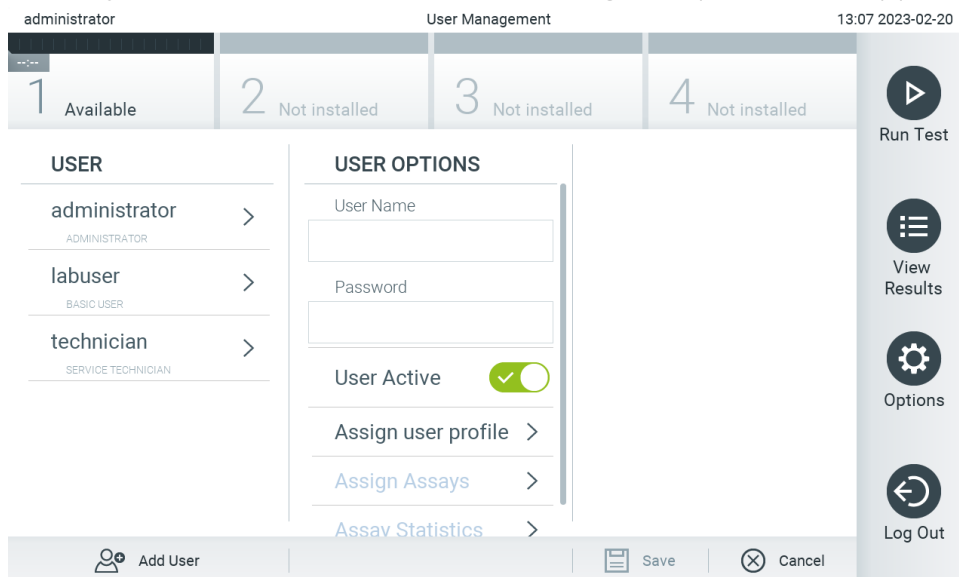 administrator User Management 13:07 2023-02-20
--:--
1 Available 2 Not installed 3 Not installed 4 Not installed
Run Test
USER
administrator
ADMINISTRATOR
labuser
BASIC USER
technician
SERVICE TECHNICIAN
USER OPTIONS
User Name
Password
User Active
Assign user profile
Assign Assays
Assay Statistics
View
Results
Options
Log Out
Add User Save Cancel